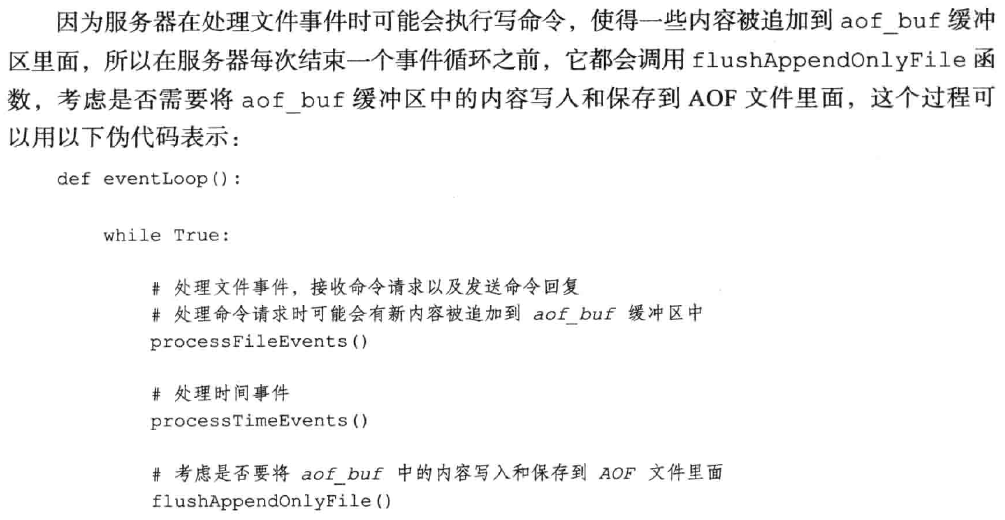 因为服务器在处理文件事件时可能会执行写命令，使得一些内容被追加到 aof_buf 缓冲
区里面，所以在服务器每次结束一个事件循环之前，它都会调用 flushAppendOnlyFile 函
数，考虑是否需要将 aof_buf 缓冲区中的内容写入和保存到 AOF 文件里面，这个过程可
以用以下伪代码表示：
def eventLoop():
while True:
# 处理文件事件，接收命令请求以及发送命令回复
# 处理命令请求时可能会有新内容被追加到 aof_buf 缓冲区中
processFileEvents()
# 处理时间事件
processTimeEvents()
# 考虑是否要将 aof_buf 中的内容写入和保存到 AOF 文件里面
flushAppendOnlyFile()